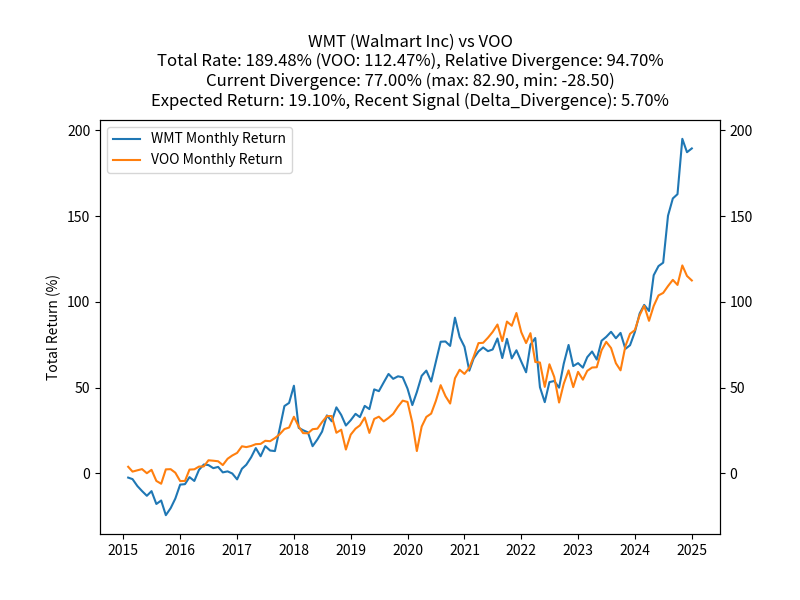 WMT (Walmart Inc) vs VOO
Total Rate: 189.48% (VOO: 112.47%), Relative Divergence: 94.70%
Current Divergence: 77.00% (max: 82.90, min: -28.50)
Expected Return: 19.10%, Recent Signal (Delta_Divergence): 5.70%
WMT Monthly Return
VOO Monthly Return
Total Return (%)
200
150
100
50
0
200
150
100
50
0
2015 2016 2017 2018 2019 2020 2021 2022 2023 2024 2025